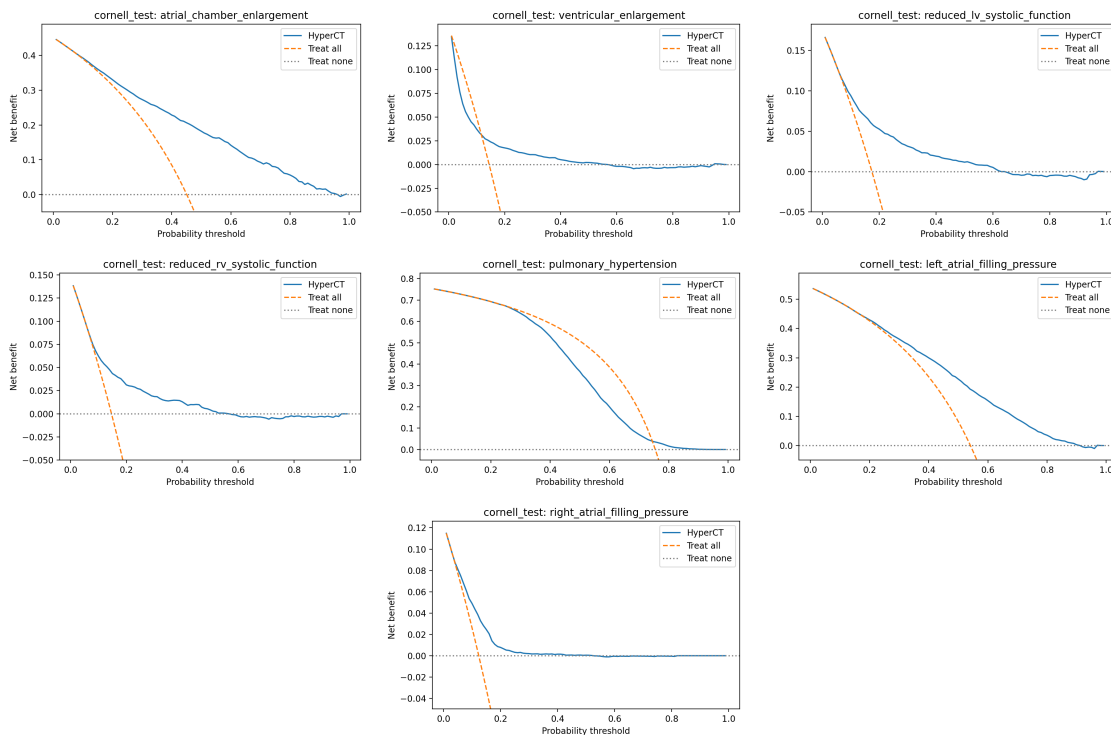 cornell_test: atrial_chamber_enlargement
HyperCT
Treat all
Treat none
Net benefit
0.4
0.3
0.2
0.1
0.0
0.0 0.2 0.4 0.6 0.8 1.0
Probability threshold
cornell_test: ventricular_enlargement
HyperCT
Treat all
Treat none
Net benefit
0.125
0.100
0.075
0.050
0.025
0.000
−0.025
−0.050
0.0 0.2 0.4 0.6 0.8 1.0
Probability threshold
cornell_test: reduced_lv_systolic_function
HyperCT
Treat all
Treat none
Net benefit
0.15
0.10
0.05
0.00
−0.05
0.0 0.2 0.4 0.6 0.8 1.0
Probability threshold
cornell_test: reduced_rv_systolic_function
HyperCT
Treat all
Treat none
Net benefit
0.150
0.125
0.100
0.075
0.050
0.025
0.000
−0.025
−0.050
0.0 0.2 0.4 0.6 0.8 1.0
Probability threshold
cornell_test: pulmonary_hypertension
HyperCT
Treat all
Treat none
Net benefit
0.8
0.7
0.6
0.5
0.4
0.3
0.2
0.1
0.0
0.0 0.2 0.4 0.6 0.8 1.0
Probability threshold
cornell_test: left_atrial_filling_pressure
HyperCT
Treat all
Treat none
Net benefit
0.5
0.4
0.3
0.2
0.1
0.0
0.0 0.2 0.4 0.6 0.8 1.0
Probability threshold
cornell_test: right_atrial_filling_pressure
HyperCT
Treat all
Treat none
Net benefit
0.12
0.10
0.08
0.06
0.04
0.02
0.00
−0.02
−0.04
0.0 0.2 0.4 0.6 0.8 1.0
Probability threshold